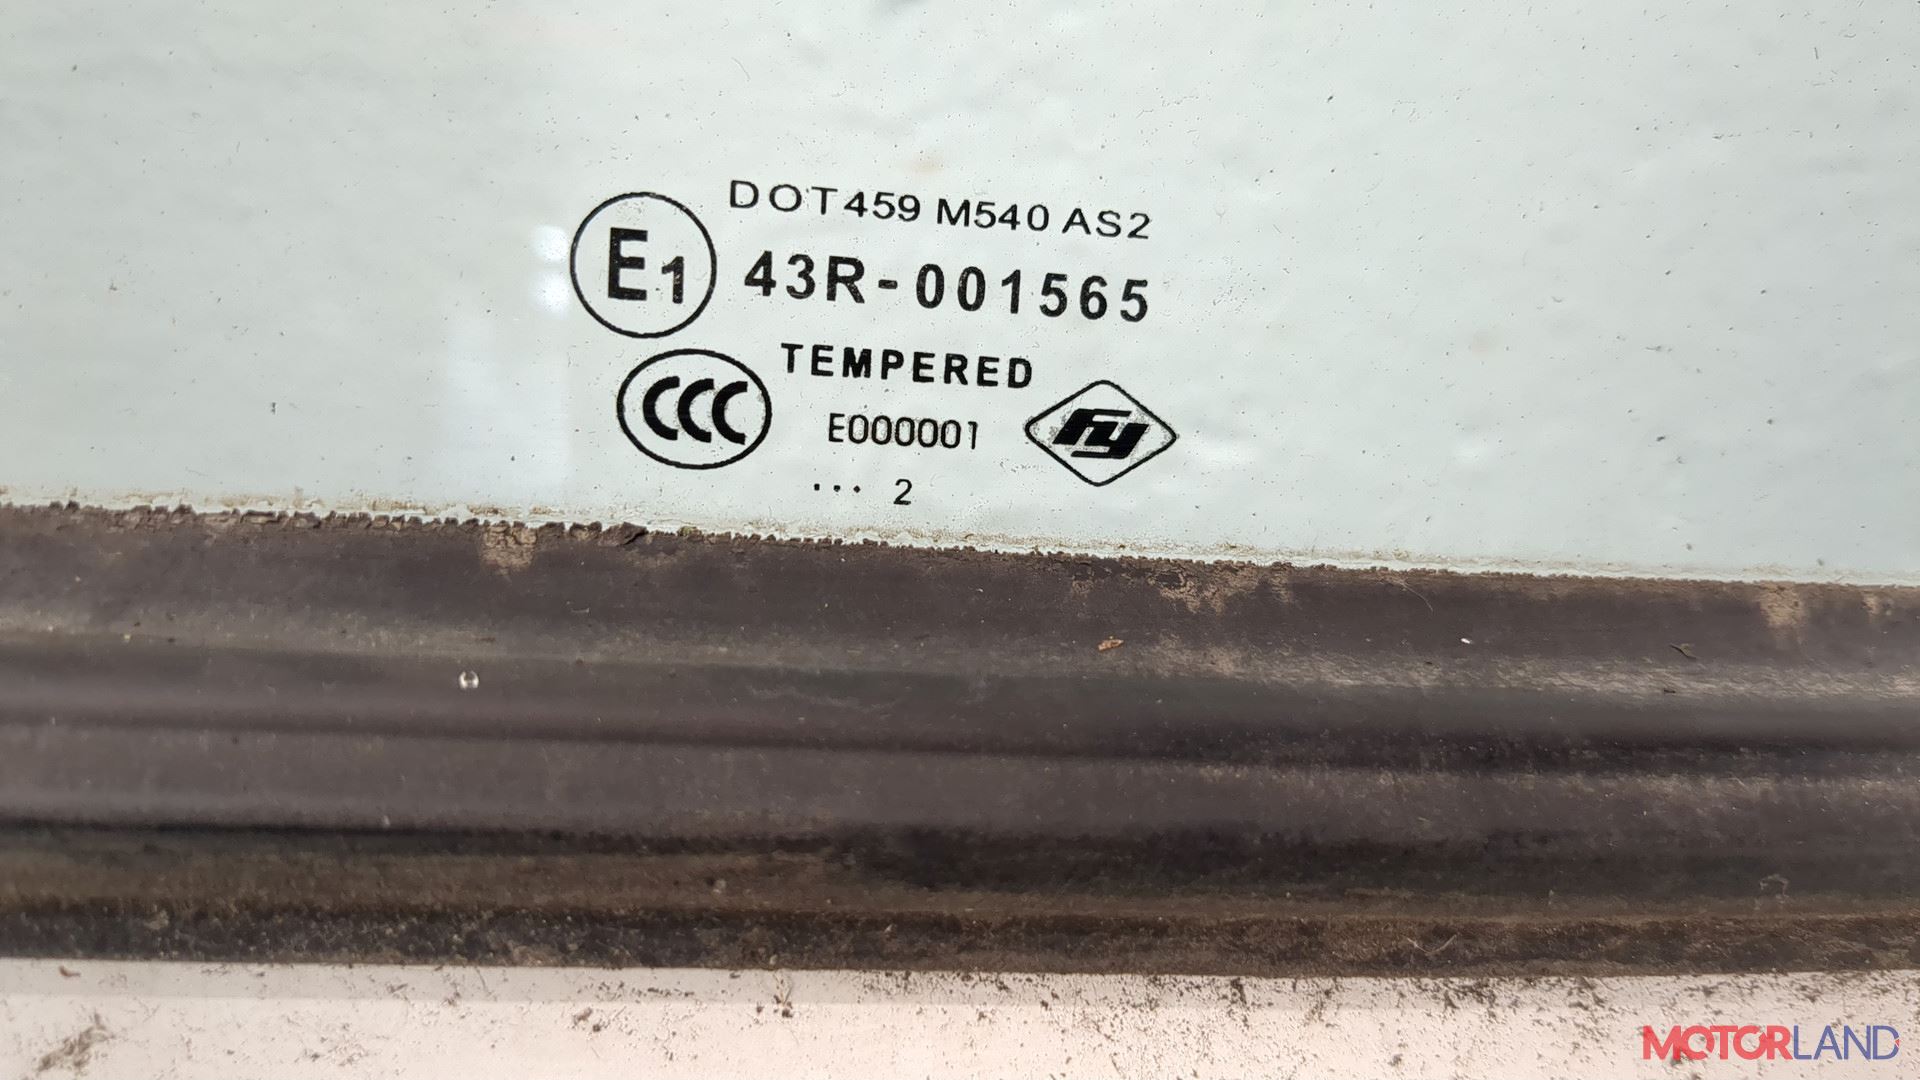 DOT459 M540 AS2
E1 43R-001565
TEMPERED
CCC E000001 FY
... 2
MOTORLAND